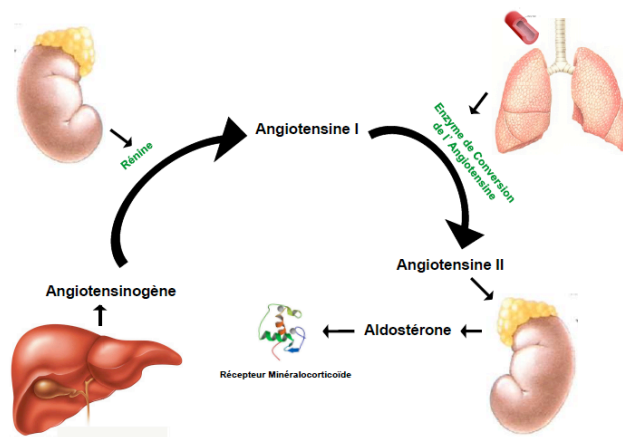 Angiotensine I
Rénine
Enzyme de Conversion
de l' Angiotensine
Angiotensine II
Angiotensinogène
Aldostérone
Récepteur Minéralocorticoïde